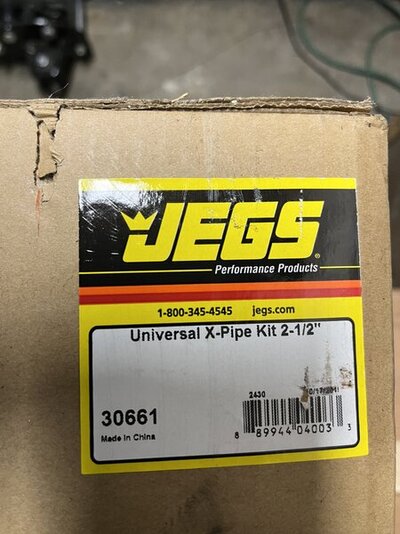 JEGS®
Performance Products
1-800-345-4545 jegs.com
Universal X-Pipe Kit 2-1/2"
2430
30661
Made in China
8 89944 04003 3